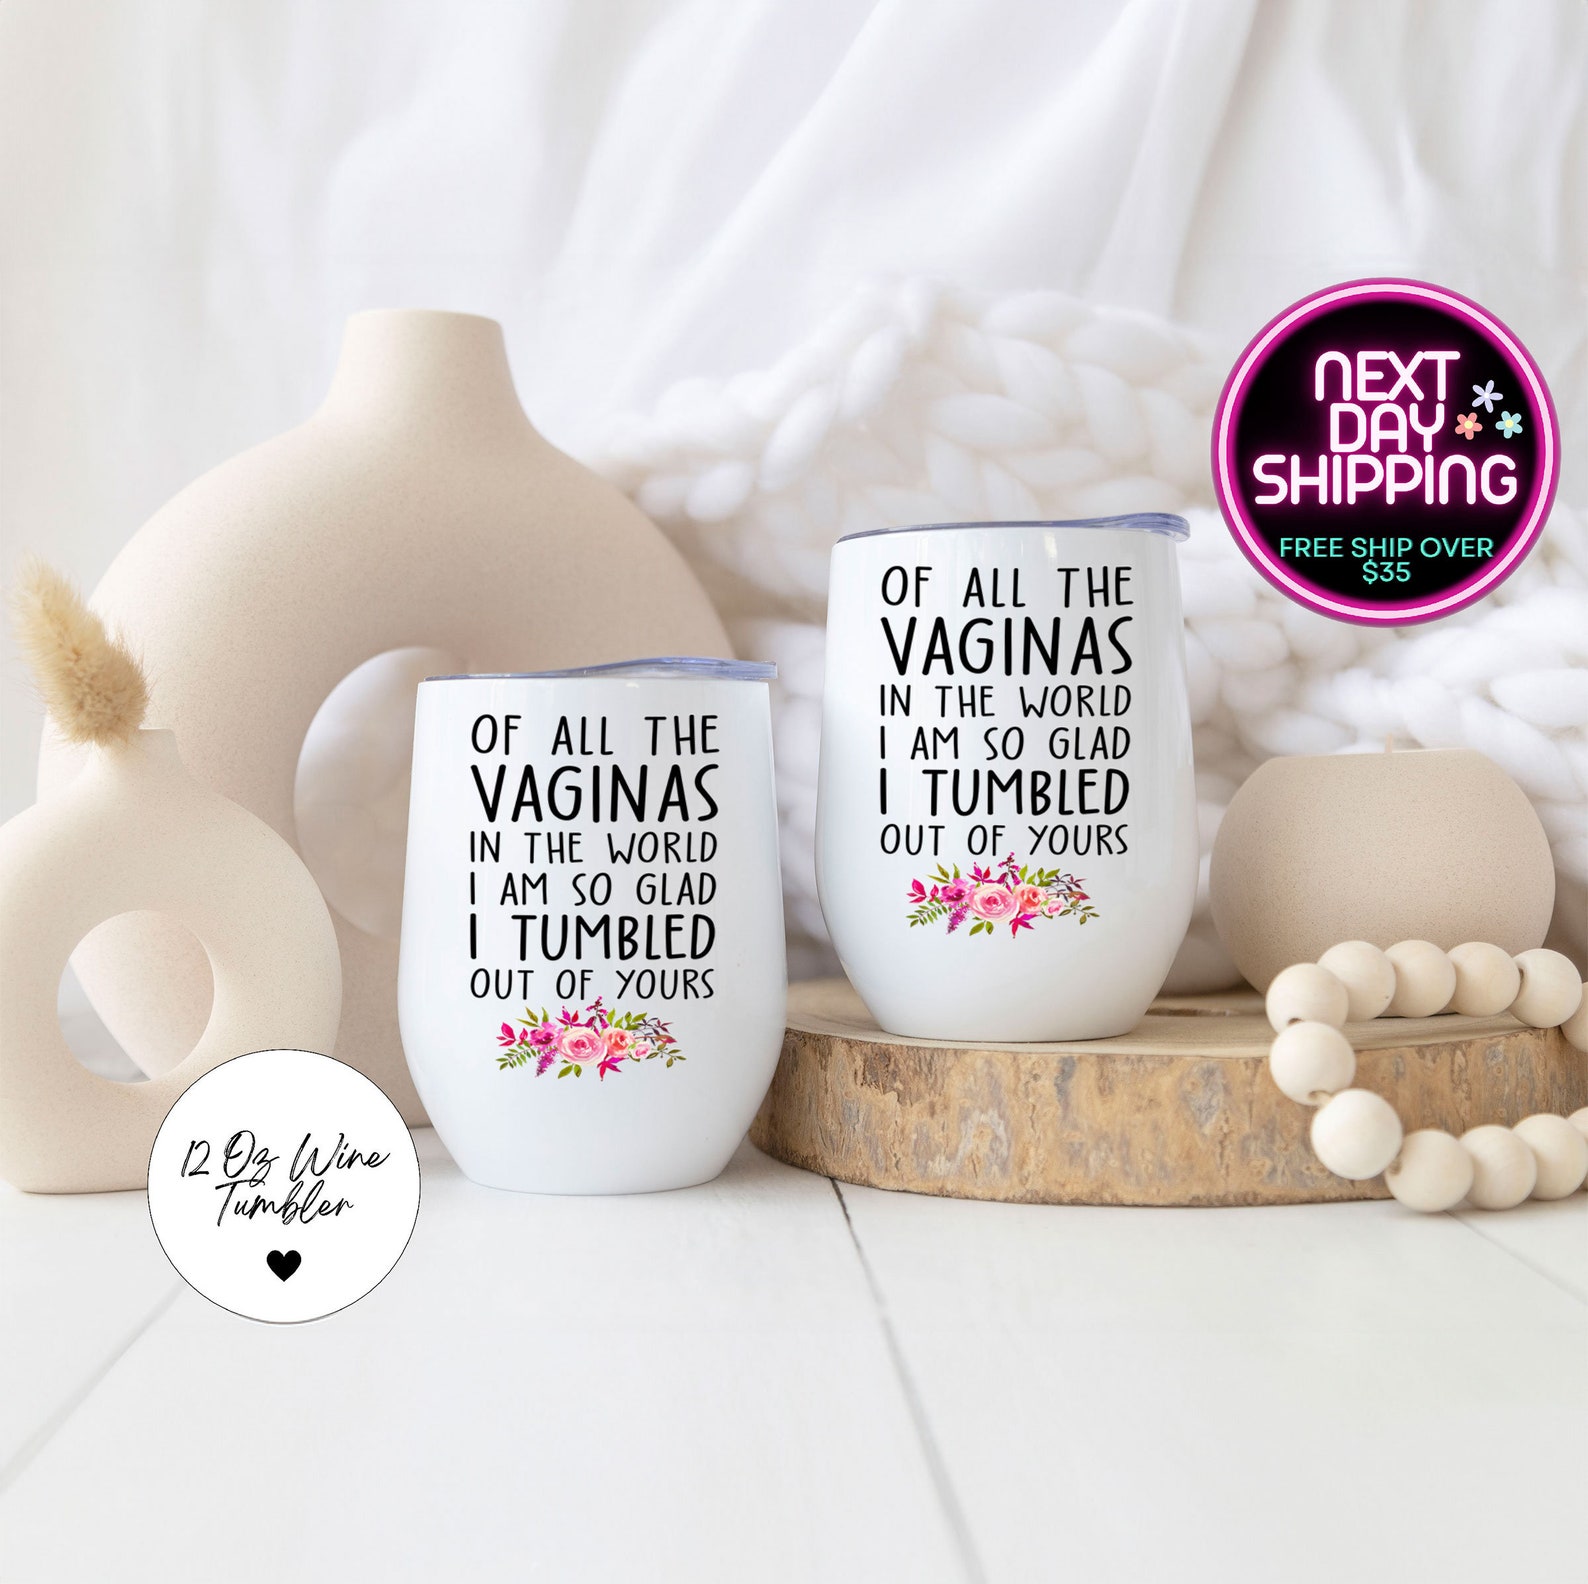 OF ALL THE
VAGINAS
IN THE WORLD
I AM SO GLAD
I TUMBLED
OUT OF YOURS
OF ALL THE
VAGINAS
IN THE WORLD
I AM SO GLAD
I TUMBLED
OUT OF YOURS
NEXT
DAY
SHIPPING
FREE SHIP OVER
$35
12 Oz Wine
Tumbler